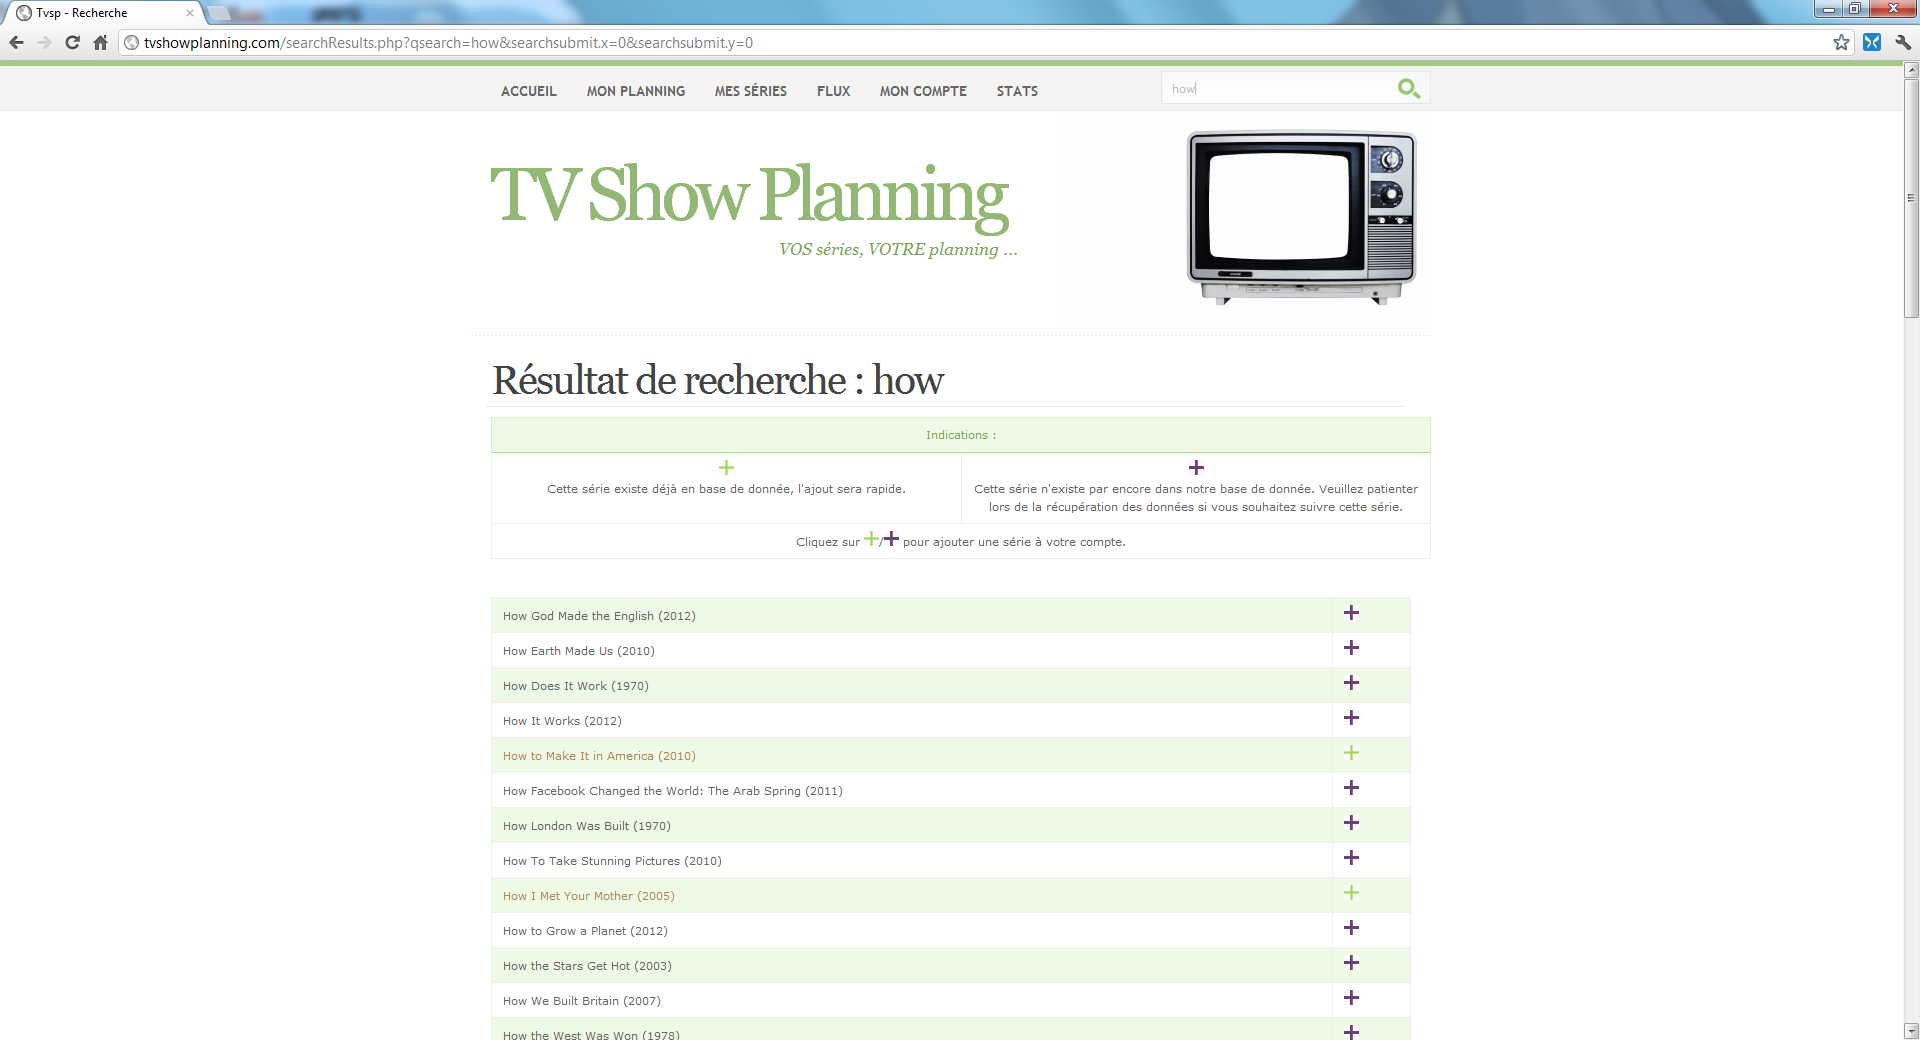 Tvsp - Recherche
tvshowplanning.com/searchResults.php?qsearch=how&searchsubmit.x=0&searchsubmit.y=0
ACCUEIL MON PLANNING MES SÉRIES FLUX MON COMPTE STATS how
TV Show Planning
VOS séries, VOTRE planning ...
Résultat de recherche : how
Indications :
Cette série existe déjà en base de donnée, l'ajout sera rapide.
Cette série n'existe par encore dans notre base de donnée. Veuillez patienter
lors de la récupération des données si vous souhaitez suivre cette série.
Cliquez sur +/+ pour ajouter une série à votre compte.
How God Made the English (2012)
How Earth Made Us (2010)
How Does It Work (1970)
How It Works (2012)
How to Make It in America (2010)
How Facebook Changed the World: The Arab Spring (2011)
How London Was Built (1970)
How To Take Stunning Pictures (2010)
How I Met Your Mother (2005)
How to Grow a Planet (2012)
How the Stars Get Hot (2003)
How We Built Britain (2007)
How the West Was Won (1978)